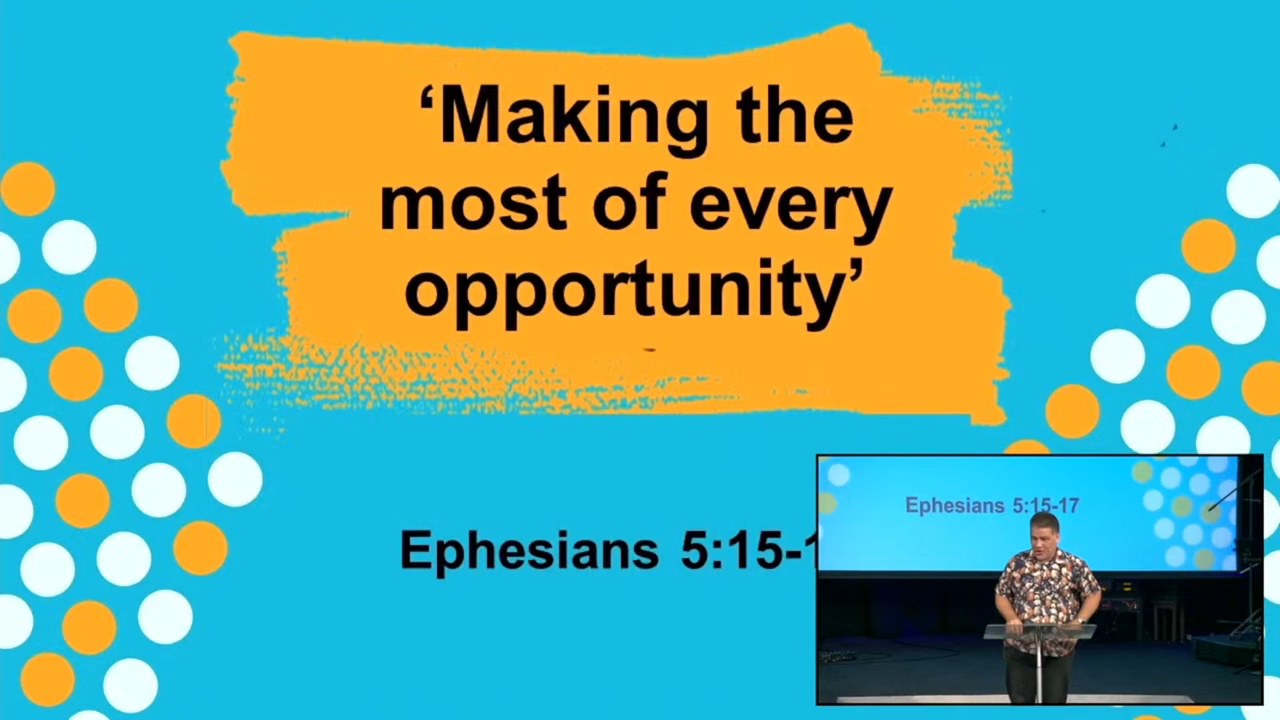 ‘Making the
most of every
opportunity’
Ephesians 5:15-1
Ephesians 5:15-17